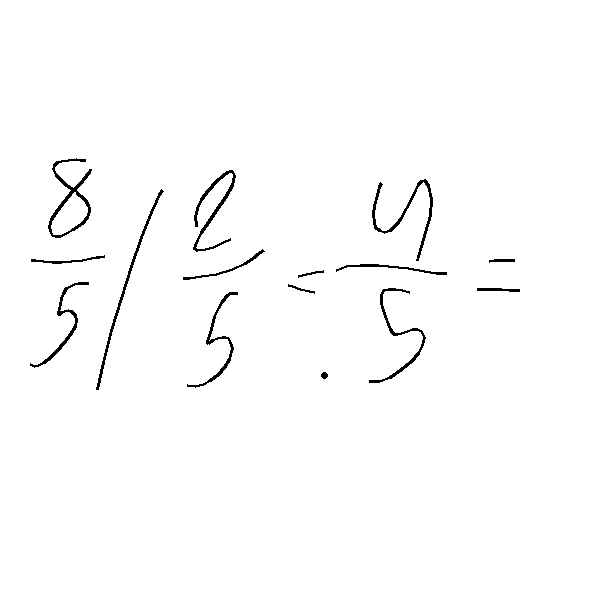 8/5 / 2/5 = 4/5 =